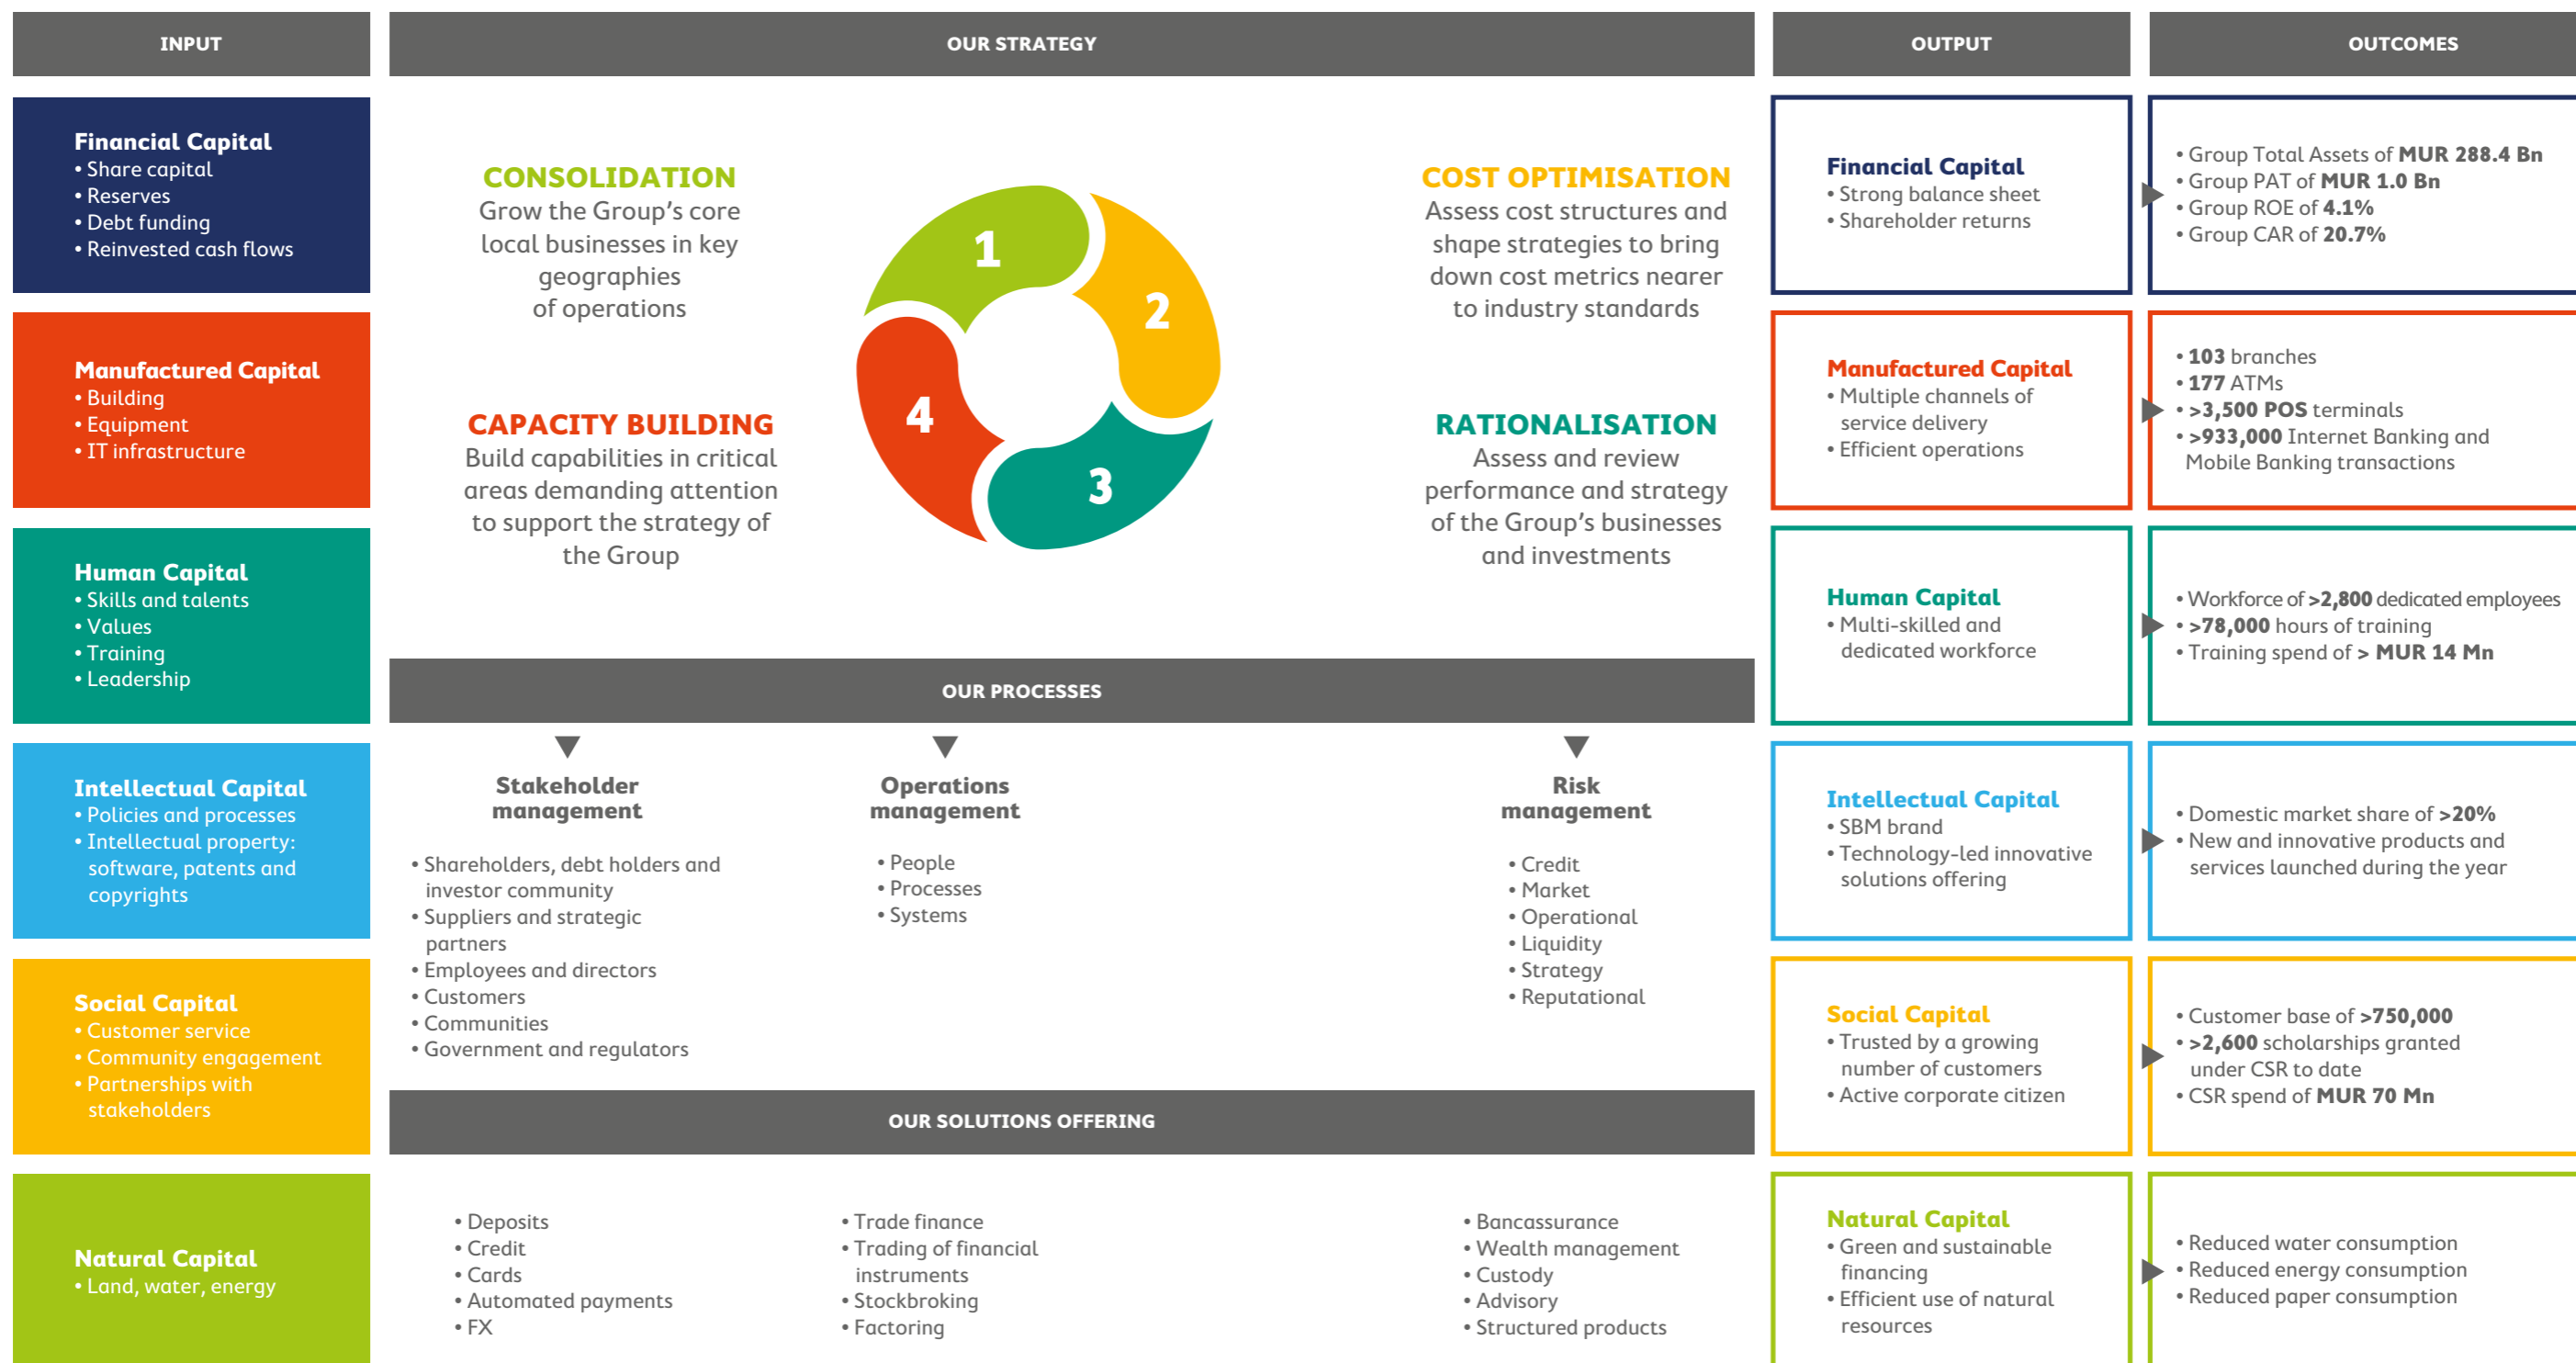 INPUT
Financial Capital
• Share capital
• Reserves
• Debt funding
• Reinvested cash flows
Manufactured Capital
• Building
• Equipment
• IT infrastructure
Human Capital
• Skills and talents
• Values
• Training
• Leadership
Intellectual Capital
• Policies and processes
• Intellectual property:
software, patents and
copyrights
Social Capital
• Customer service
• Community engagement
• Partnerships with
stakeholders
Natural Capital
• Land, water, energy
OUR STRATEGY
CONSOLIDATION
Grow the Group’s core
local businesses in key
geographies
of operations
1
2
3
4
COST OPTIMISATION
Assess cost structures and
shape strategies to bring
down cost metrics nearer
to industry standards
CAPACITY BUILDING
Build capabilities in critical
areas demanding attention
to support the strategy of
the Group
RATIONALISATION
Assess and review
performance and strategy
of the Group’s businesses
and investments
OUR PROCESSES
Stakeholder
management
• Shareholders, debt holders and
investor community
• Suppliers and strategic
partners
• Employees and directors
• Customers
• Communities
• Government and regulators
Operations
management
• People
• Processes
• Systems
Risk
management
• Credit
• Market
• Operational
• Liquidity
• Strategy
• Reputational
OUR SOLUTIONS OFFERING
• Deposits
• Credit
• Cards
• Automated payments
• FX
• Trade finance
• Trading of financial
instruments
• Stockbroking
• Factoring
• Bancassurance
• Wealth management
• Custody
• Advisory
• Structured products
OUTPUT
Financial Capital
• Strong balance sheet
• Shareholder returns
Manufactured Capital
• Multiple channels of
service delivery
• Efficient operations
Human Capital
• Multi-skilled and
dedicated workforce
Intellectual Capital
• SBM brand
• Technology-led innovative
solutions offering
Social Capital
• Trusted by a growing
number of customers
• Active corporate citizen
Natural Capital
• Green and sustainable
financing
• Efficient use of natural
resources
OUTCOMES
• Group Total Assets of MUR 288.4 Bn
• Group PAT of MUR 1.0 Bn
• Group ROE of 4.1%
• Group CAR of 20.7%
• 103 branches
• 177 ATMs
• >3,500 POS terminals
• >933,000 Internet Banking and
Mobile Banking transactions
• Workforce of >2,800 dedicated employees
• >78,000 hours of training
• Training spend of > MUR 14 Mn
• Domestic market share of >20%
• New and innovative products and
services launched during the year
• Customer base of >750,000
• >2,600 scholarships granted
under CSR to date
• CSR spend of MUR 70 Mn
• Reduced water consumption
• Reduced energy consumption
• Reduced paper consumption